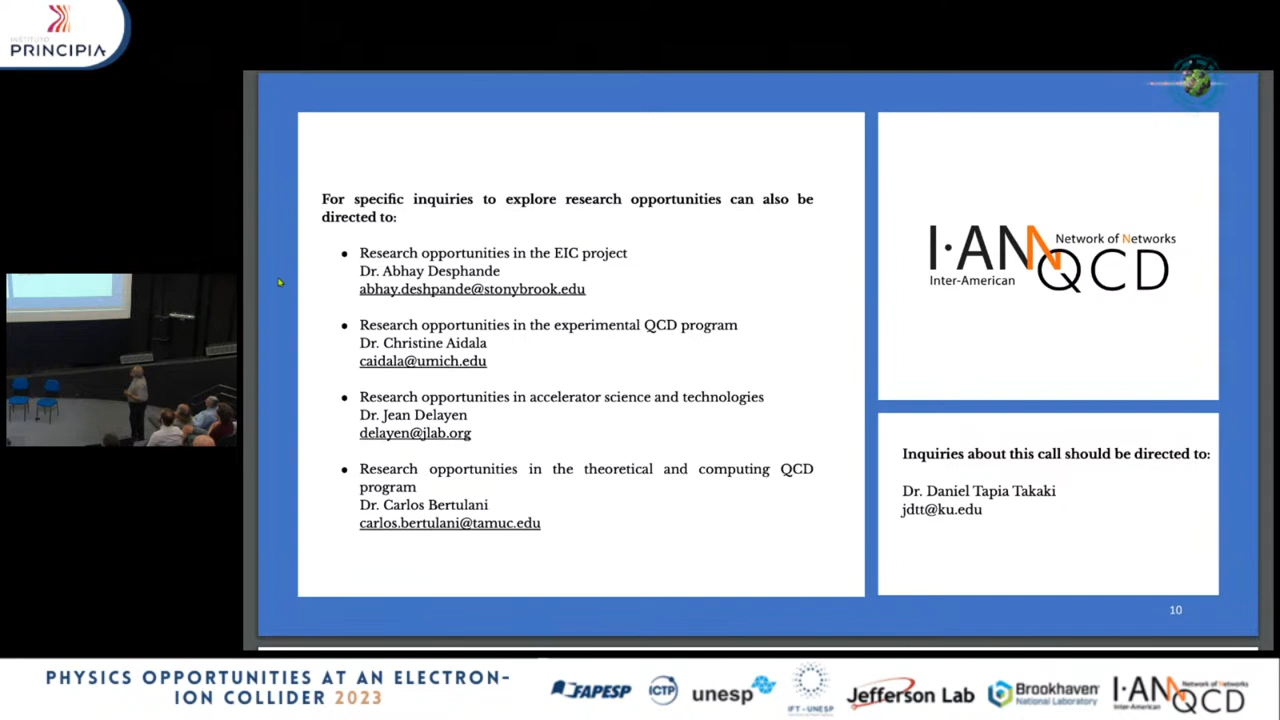 INSTITUTO
PRINCIPIA
For specific inquiries to explore research opportunities can also be
directed to:
• Research opportunities in the EIC project
Dr. Abhay Desphande
abhay.deshpande@stonybrook.edu
• Research opportunities in the experimental QCD program
Dr. Christine Aidala
caidala@umich.edu
• Research opportunities in accelerator science and technologies
Dr. Jean Delayen
delayen@jlab.org
• Research opportunities in the theoretical and computing QCD
program
Dr. Carlos Bertulani
carlos.bertulani@tamuc.edu
I·ANN Network of Networks
Inter-American QCD
Inquiries about this call should be directed to:
Dr. Daniel Tapia Takaki
jdtt@ku.edu
10
PHYSICS OPPORTUNITIES AT AN ELECTRON-
ION COLLIDER 2023
FAPESP
ICTP
unesp
IFT - UNESP
Jefferson Lab
Brookhaven
National Laboratory
I·ANN Network of Networks
Inter-American QCD